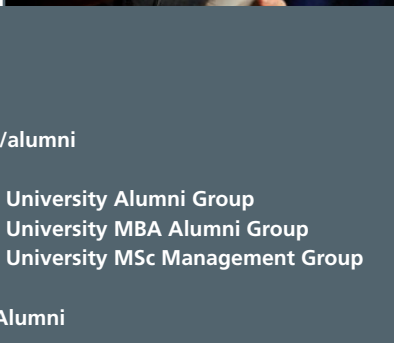 /alumni
University Alumni Group
University MBA Alumni Group
University MSc Management Group
Alumni